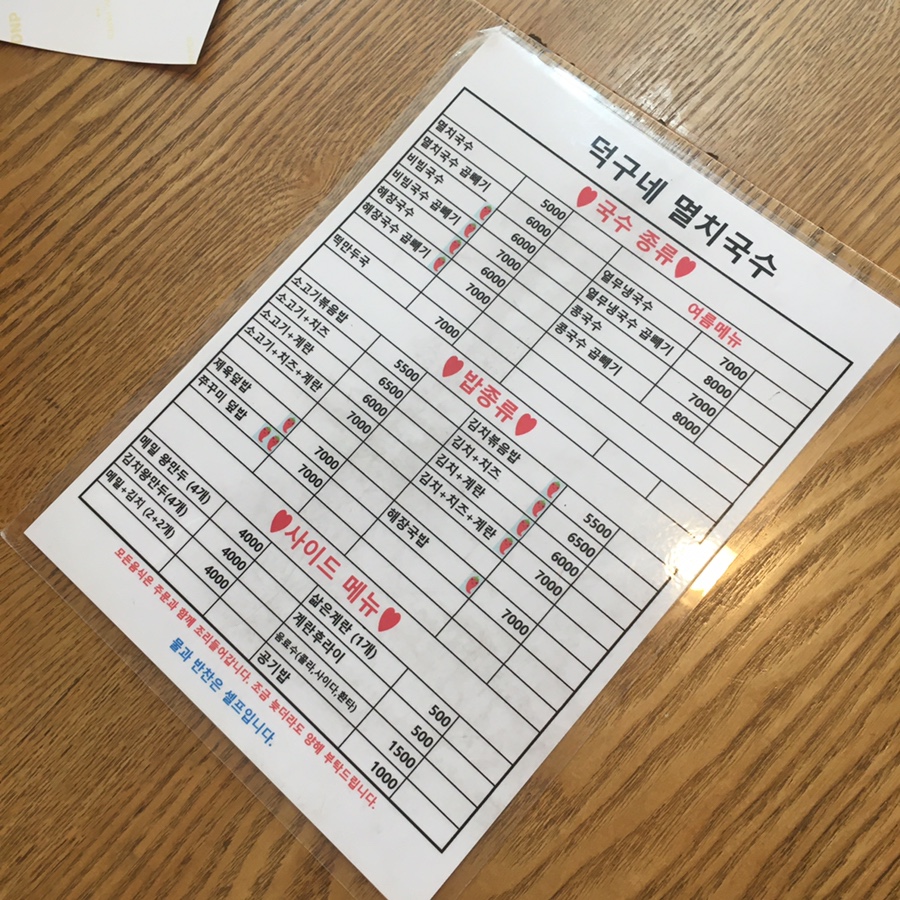 덕구네 멸치국수
♥국수 종류♥
멸치국수 5000
멸치국수 곱빼기 6000
비빔국수 6000
비빔국수 곱빼기 7000
해장국수 6000
해장국수 곱빼기 7000
떡만두국 7000
여름메뉴
열무냉국수 7000
열무냉국수 곱빼기 8000
콩국수 7000
콩국수 곱빼기 8000
♥밥종류♥
소고기볶음밥 5500
소고기+치즈 6500
소고기+계란 6000
소고기+치즈+계란 7000
제육덮밥 7000
쭈꾸미 덮밥 7000
김치볶음밥 5500
김치+치즈 6500
김치+계란 6000
김치+치즈+계란 7000
해장국밥 7000
♥사이드 메뉴♥
메밀 왕만두 (4개) 4000
김치왕만두(4개) 4000
메밀+김치 (2+2개) 4000
삶은계란 (1개) 500
계란후라이 500
음료수(콜라,사이다,환타) 1500
공기밥 1000
모든음식은 주문과 함께 조리들어갑니다. 조금 늦더라도 양해 부탁드립니다.
물과 반찬은 셀프입니다.